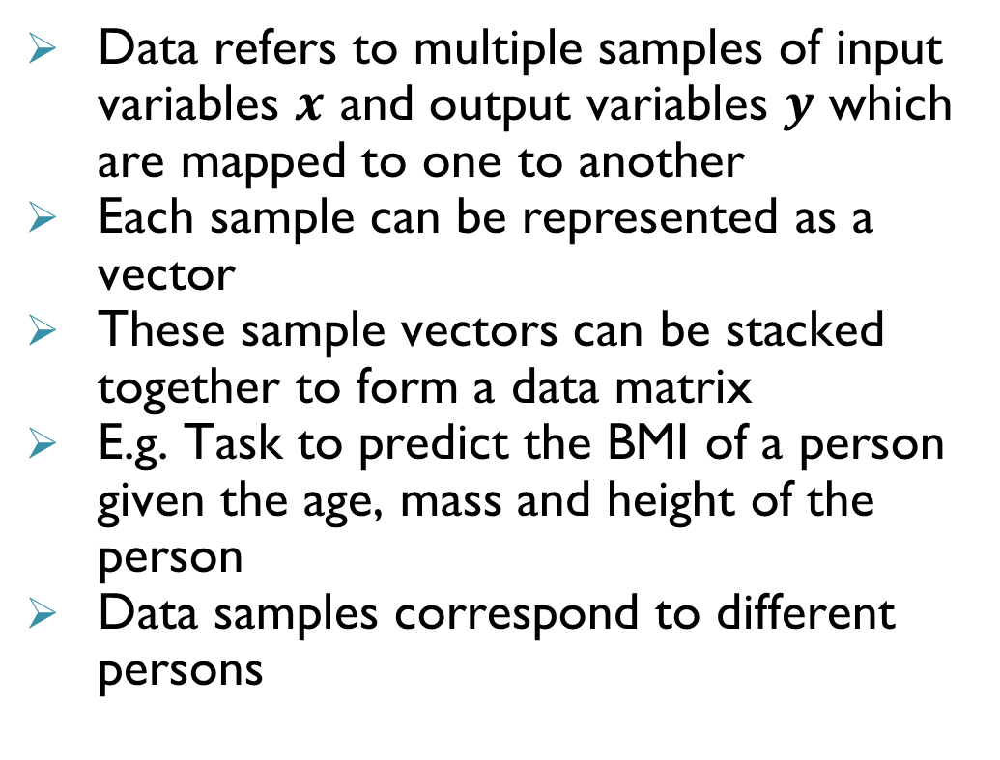 ➢ Data refers to multiple samples of input
variables x and output variables y which
are mapped to one to another
➢ Each sample can be represented as a
vector
➢ These sample vectors can be stacked
together to form a data matrix
➢ E.g. Task to predict the BMI of a person
given the age, mass and height of the
person
➢ Data samples correspond to different
persons